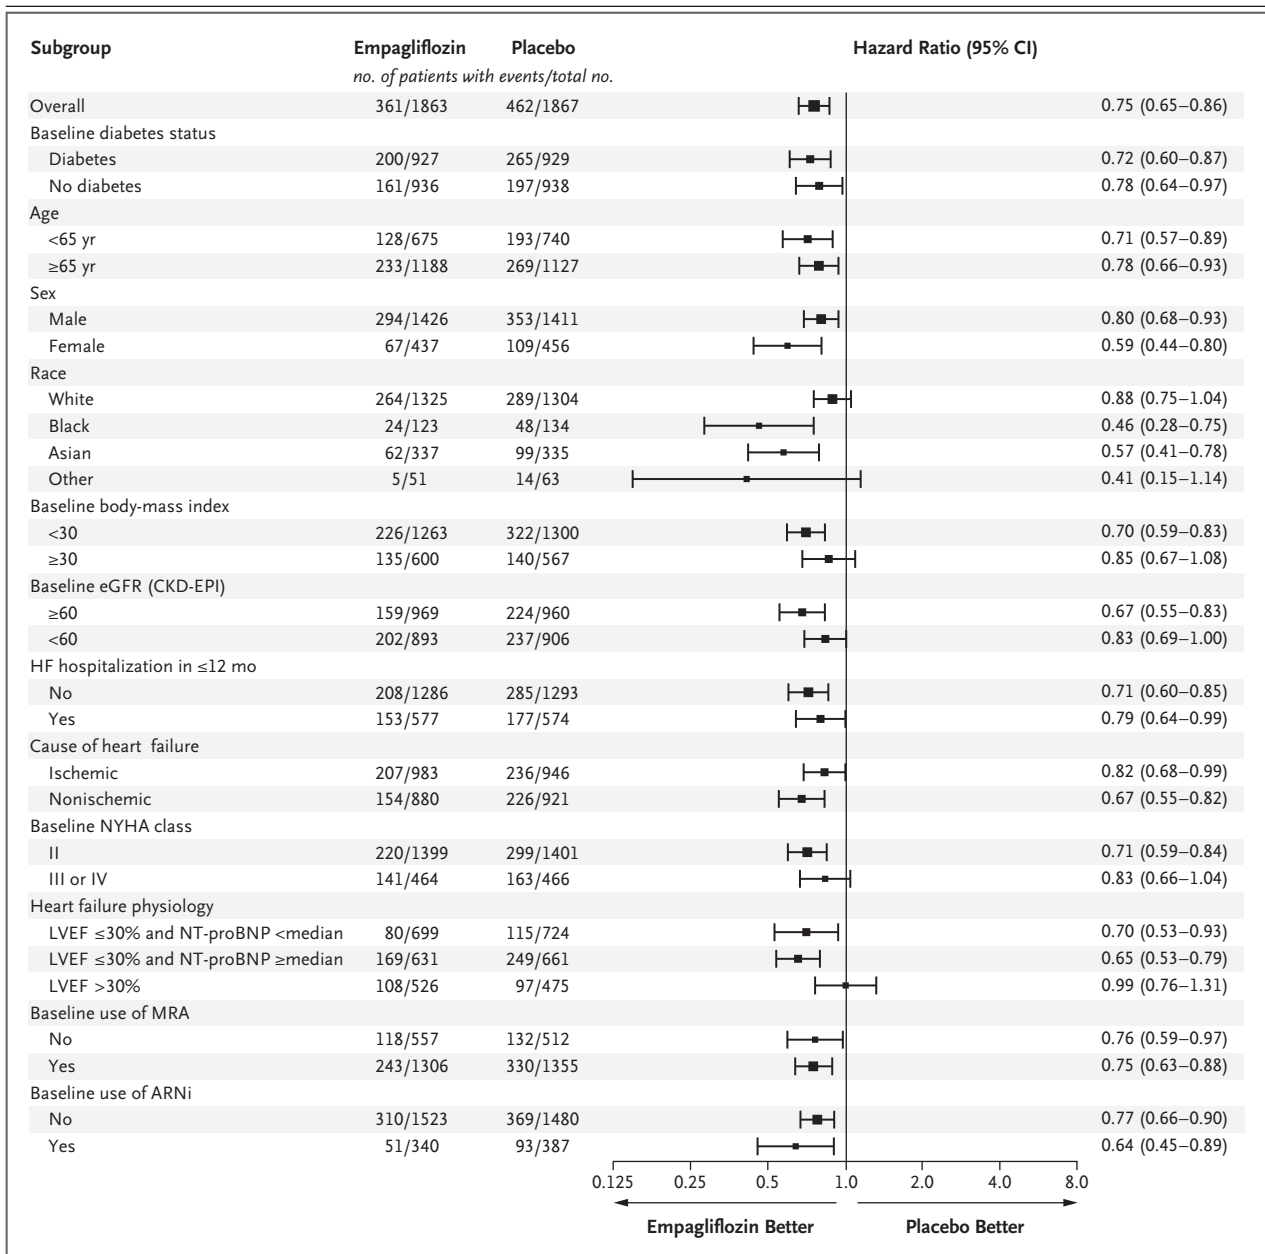 Subgroup Empagliflozin Placebo Hazard Ratio (95% CI)
no. of patients with events/total no.
Overall 361/1863 462/1867 0.75 (0.65–0.86)
Baseline diabetes status
Diabetes 200/927 265/929 0.72 (0.60–0.87)
No diabetes 161/936 197/938 0.78 (0.64–0.97)
Age
<65 yr 128/675 193/740 0.71 (0.57–0.89)
≥65 yr 233/1188 269/1127 0.78 (0.66–0.93)
Sex
Male 294/1426 353/1411 0.80 (0.68–0.93)
Female 67/437 109/456 0.59 (0.44–0.80)
Race
White 264/1325 289/1304 0.88 (0.75–1.04)
Black 24/123 48/134 0.46 (0.28–0.75)
Asian 62/337 99/335 0.57 (0.41–0.78)
Other 5/51 14/63 0.41 (0.15–1.14)
Baseline body-mass index
<30 226/1263 322/1300 0.70 (0.59–0.83)
≥30 135/600 140/567 0.85 (0.67–1.08)
Baseline eGFR (CKD-EPI)
≥60 159/969 224/960 0.67 (0.55–0.83)
<60 202/893 237/906 0.83 (0.69–1.00)
HF hospitalization in ≤12 mo
No 208/1286 285/1293 0.71 (0.60–0.85)
Yes 153/577 177/574 0.79 (0.64–0.99)
Cause of heart failure
Ischemic 207/983 236/946 0.82 (0.68–0.99)
Nonischemic 154/880 226/921 0.67 (0.55–0.82)
Baseline NYHA class
II 220/1399 299/1401 0.71 (0.59–0.84)
III or IV 141/464 163/466 0.83 (0.66–1.04)
Heart failure physiology
LVEF ≤30% and NT-proBNP <median 80/699 115/724 0.70 (0.53–0.93)
LVEF ≤30% and NT-proBNP ≥median 169/631 249/661 0.65 (0.53–0.79)
LVEF >30% 108/526 97/475 0.99 (0.76–1.31)
Baseline use of MRA
No 118/557 132/512 0.76 (0.59–0.97)
Yes 243/1306 330/1355 0.75 (0.63–0.88)
Baseline use of ARNi
No 310/1523 369/1480 0.77 (0.66–0.90)
Yes 51/340 93/387 0.64 (0.45–0.89)
0.125 0.25 0.5 1.0 2.0 4.0 8.0
Empagliflozin Better Placebo Better